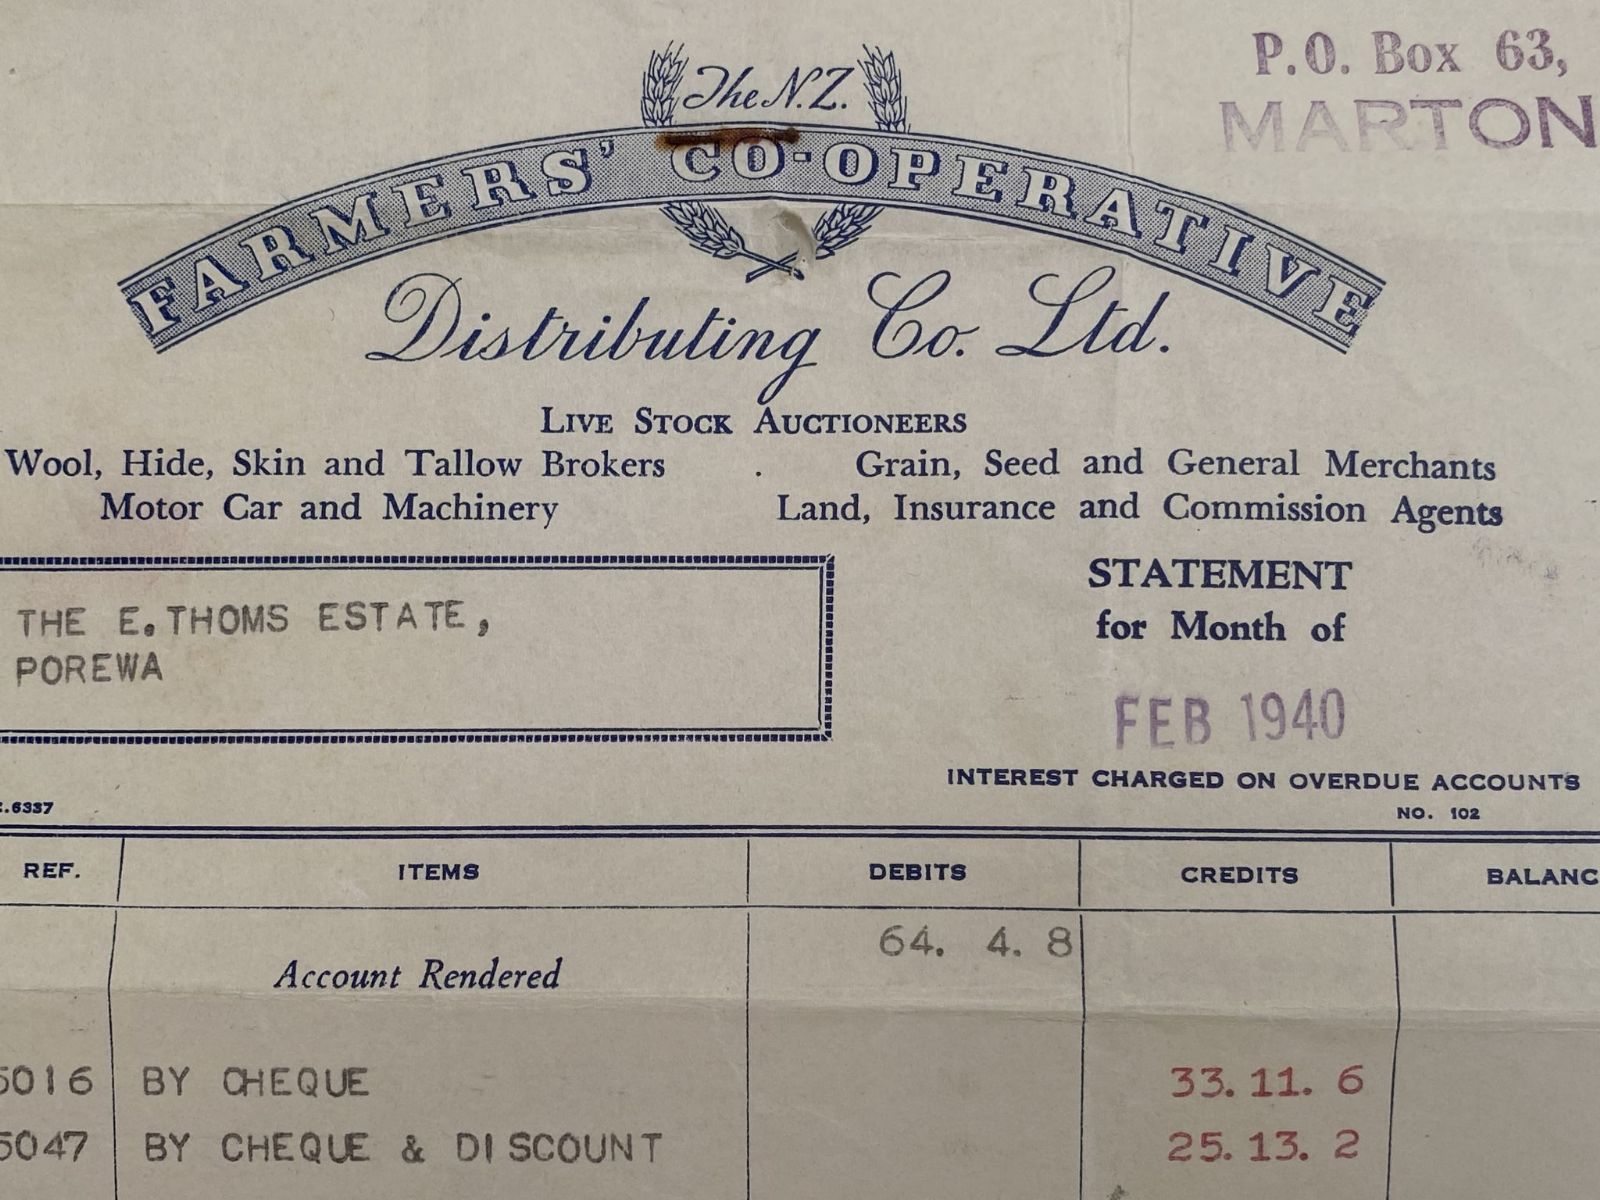 P.O. Box 63,
MARTON
The N.Z.
FARMERS' CO-OPERATIVE
Distributing Co. Ltd.
LIVE STOCK AUCTIONEERS
Wool, Hide, Skin and Tallow Brokers . Grain, Seed and General Merchants
Motor Car and Machinery Land, Insurance and Commission Agents
THE E.THOMS ESTATE,
POREWA
STATEMENT
for Month of
FEB 1940
INTEREST CHARGED ON OVERDUE ACCOUNTS
.6337 NO. 102
REF. ITEMS DEBITS CREDITS BALANC
64. 4. 8
Account Rendered
5016 BY CHEQUE 33.11. 6
5047 BY CHEQUE & DISCOUNT 25.13. 2